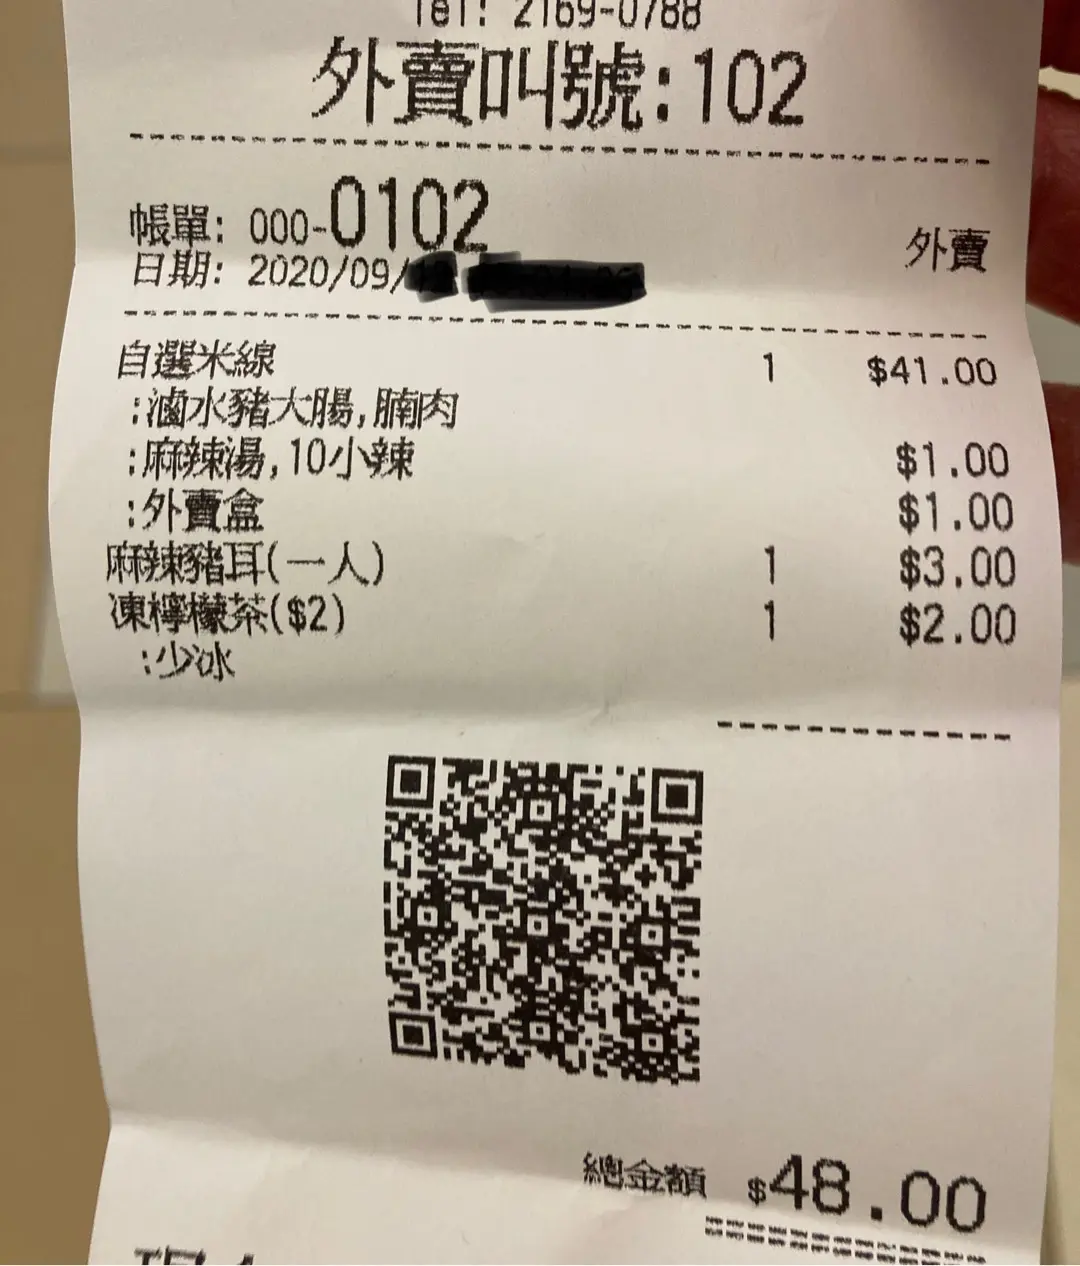 Tel: 2169-0788
外賣叫號:102
帳單: 000-0102
外賣
日期: 2020/09/
自選米線 1 $41.00
:滷水豬大腸,腩肉
:麻辣湯,10小辣 $1.00
:外賣盒 $1.00
麻辣豬耳(一人) 1 $3.00
凍檸檬茶($2) 1 $2.00
:少冰
總金額 $48.00